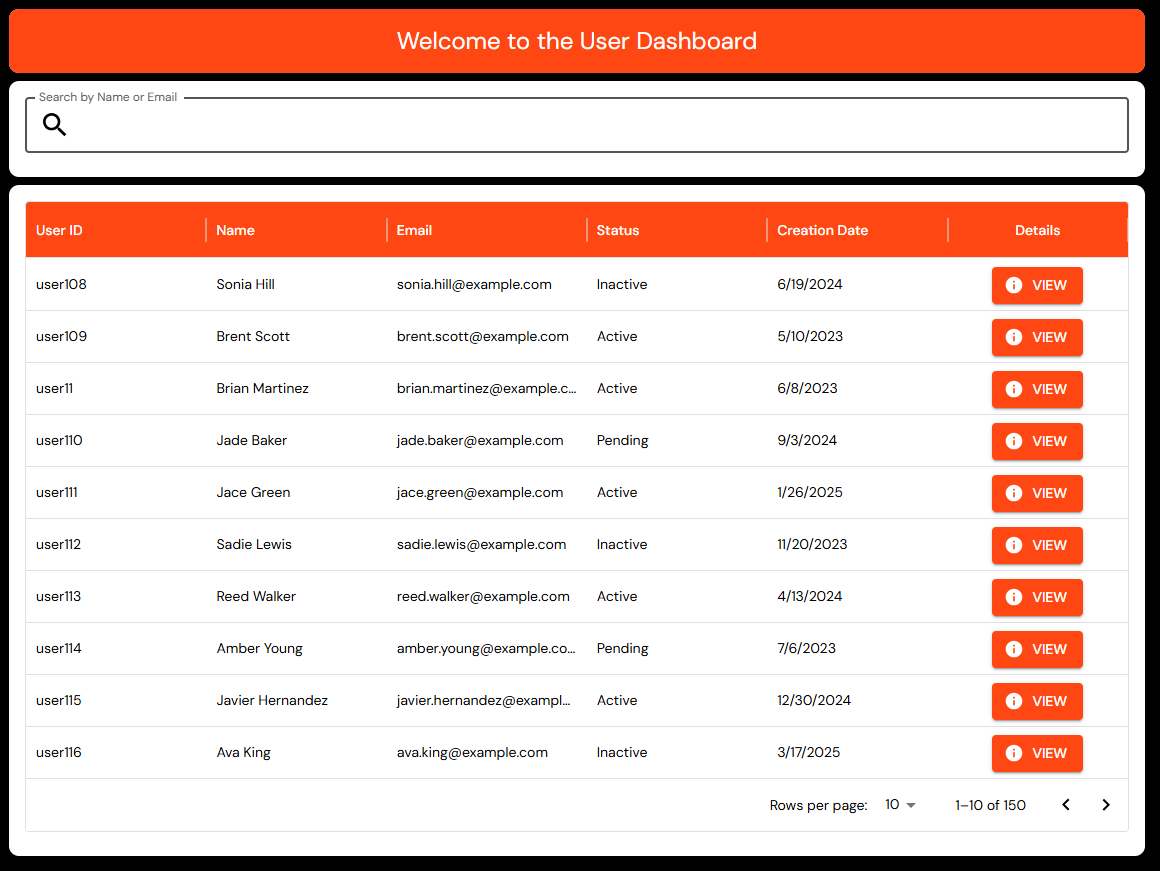 Welcome to the User Dashboard
Search by Name or Email
User ID Name Email Status Creation Date Details
user108 Sonia Hill sonia.hill@example.com Inactive 6/19/2024 VIEW
user109 Brent Scott brent.scott@example.com Active 5/10/2023 VIEW
user11 Brian Martinez brian.martinez@example.c... Active 6/8/2023 VIEW
user110 Jade Baker jade.baker@example.com Pending 9/3/2024 VIEW
user111 Jace Green jace.green@example.com Active 1/26/2025 VIEW
user112 Sadie Lewis sadie.lewis@example.com Inactive 11/20/2023 VIEW
user113 Reed Walker reed.walker@example.com Active 4/13/2024 VIEW
user114 Amber Young amber.young@example.co... Pending 7/6/2023 VIEW
user115 Javier Hernandez javier.hernandez@exampl... Active 12/30/2024 VIEW
user116 Ava King ava.king@example.com Inactive 3/17/2025 VIEW
Rows per page: 10 1–10 of 150